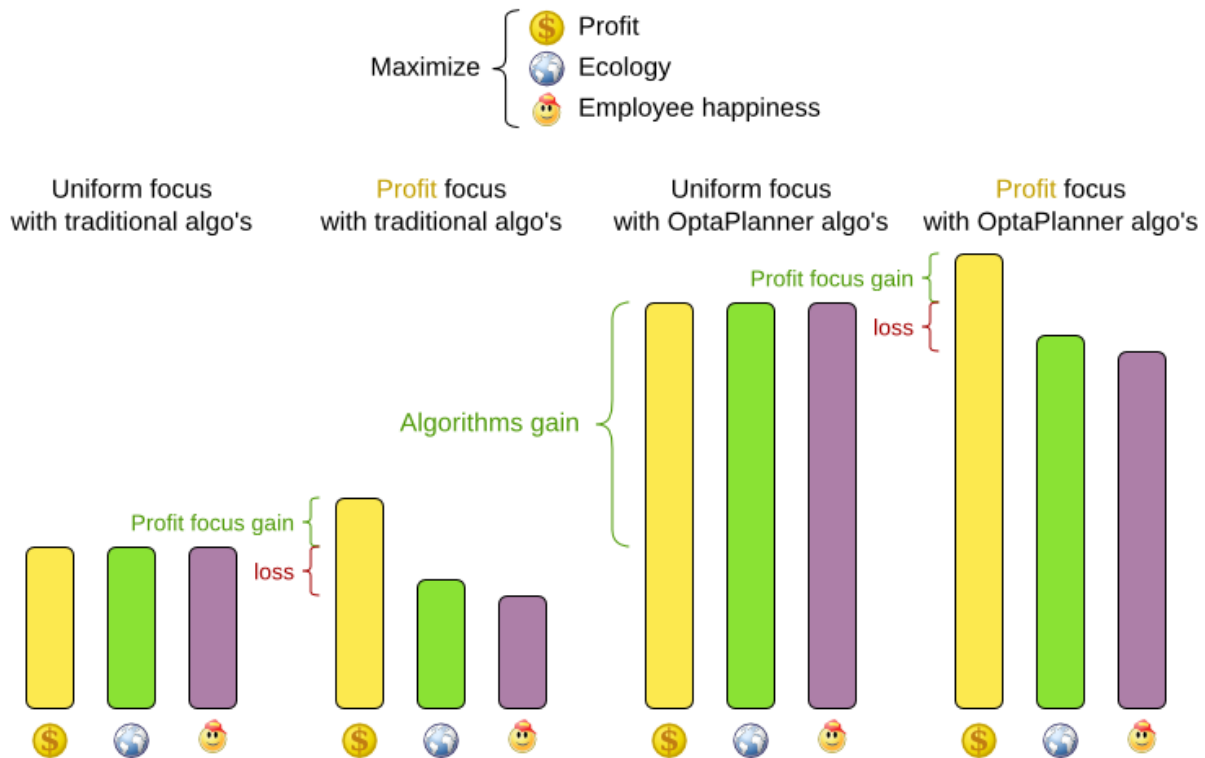 Maximize
Profit
Ecology
Employee happiness
Uniform focus
with traditional algo's
Profit focus
with traditional algo's
Uniform focus
with OptaPlanner algo's
Profit focus
with OptaPlanner algo's
Profit focus gain
loss
Algorithms gain
Profit focus gain
loss
$
$
$
$
$